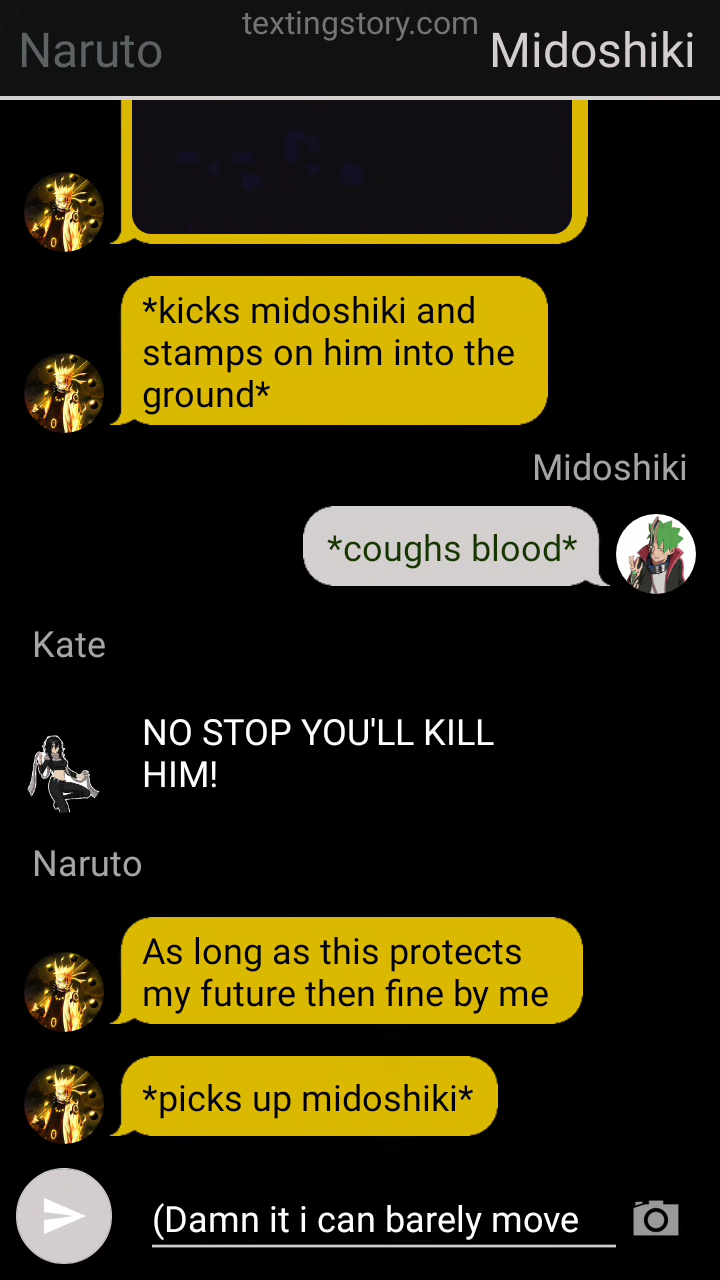 textingstory.com
Naruto
Midoshiki
*kicks midoshiki and
stamps on him into the
ground*
Midoshiki
*coughs blood*
Kate
NO STOP YOU'LL KILL
HIM!
Naruto
As long as this protects
my future then fine by me
*picks up midoshiki*
(Damn it i can barely move